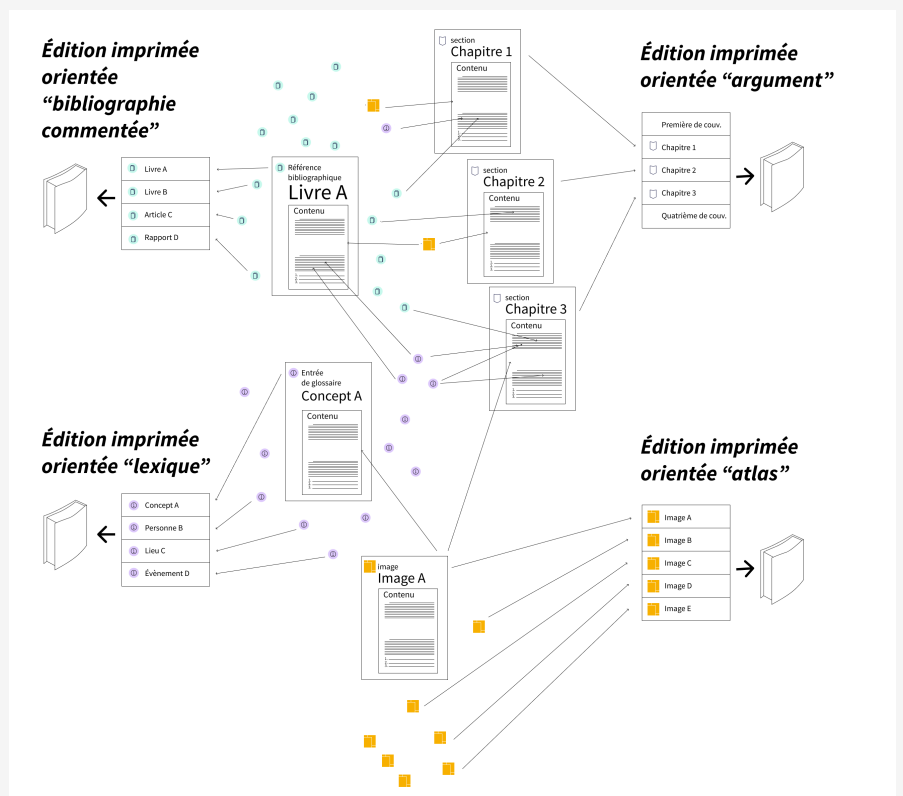 Édition imprimée
orientée
“bibliographie
commentée”
Livre A
Livre B
Article C
Rapport D
Référence
bibliographique
Livre A
Contenu
section
Chapitre 1
Contenu
section
Chapitre 2
Contenu
section
Chapitre 3
Contenu
Édition imprimée
orientée “argument”
Première de couv.
Chapitre 1
Chapitre 2
Chapitre 3
Quatrième de couv.
Entrée
de glossaire
Concept A
Contenu
Édition imprimée
orientée “lexique”
Concept A
Personne B
Lieu C
Évènement D
image
Image A
Contenu
Édition imprimée
orientée “atlas”
Image A
Image B
Image C
Image D
Image E